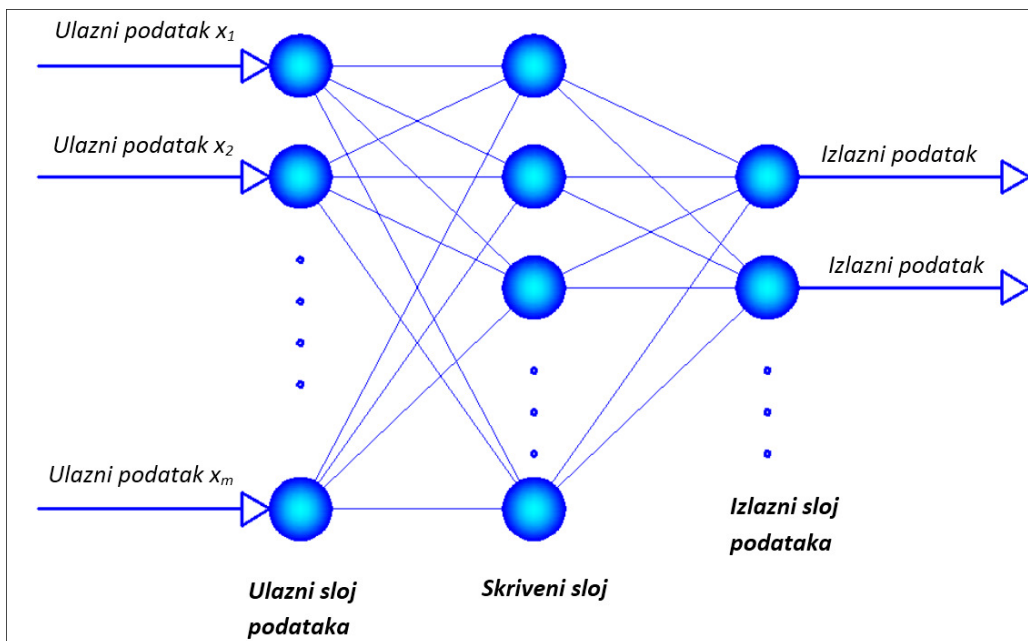 Ulazni podatak x₁
Ulazni podatak x₂
Izlazni podatak
Izlazni podatak
Ulazni podatak xₘ
Izlazni sloj
podataka
Ulazni sloj
podataka
Skriveni sloj